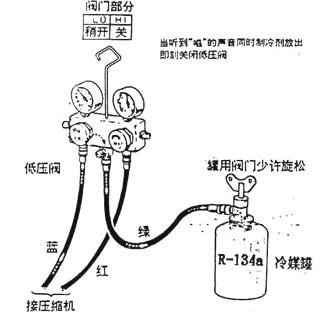 阀门部分
LO HI
稍开 关
当听到"嗞"的声音同时制冷剂放出
即刻关闭低压阀
低压阀
罐用阀门少许旋松
蓝
红
绿
R-134a
冷媒罐
接压缩机